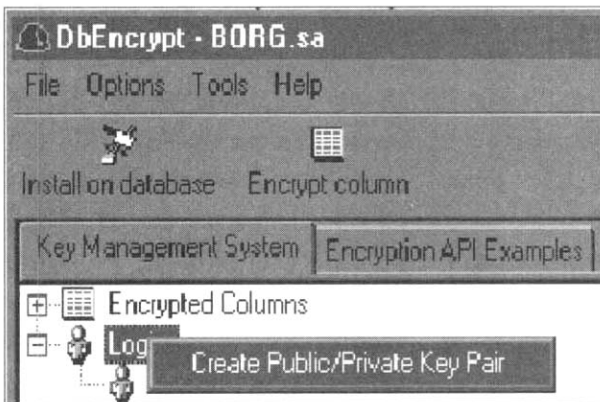 DbEncrypt - BORG.sa
File Options Tools Help
Install on database Encrypt column
Key Management System Encryption API Examples
Encrypted Columns
Create Public/Private Key Pair